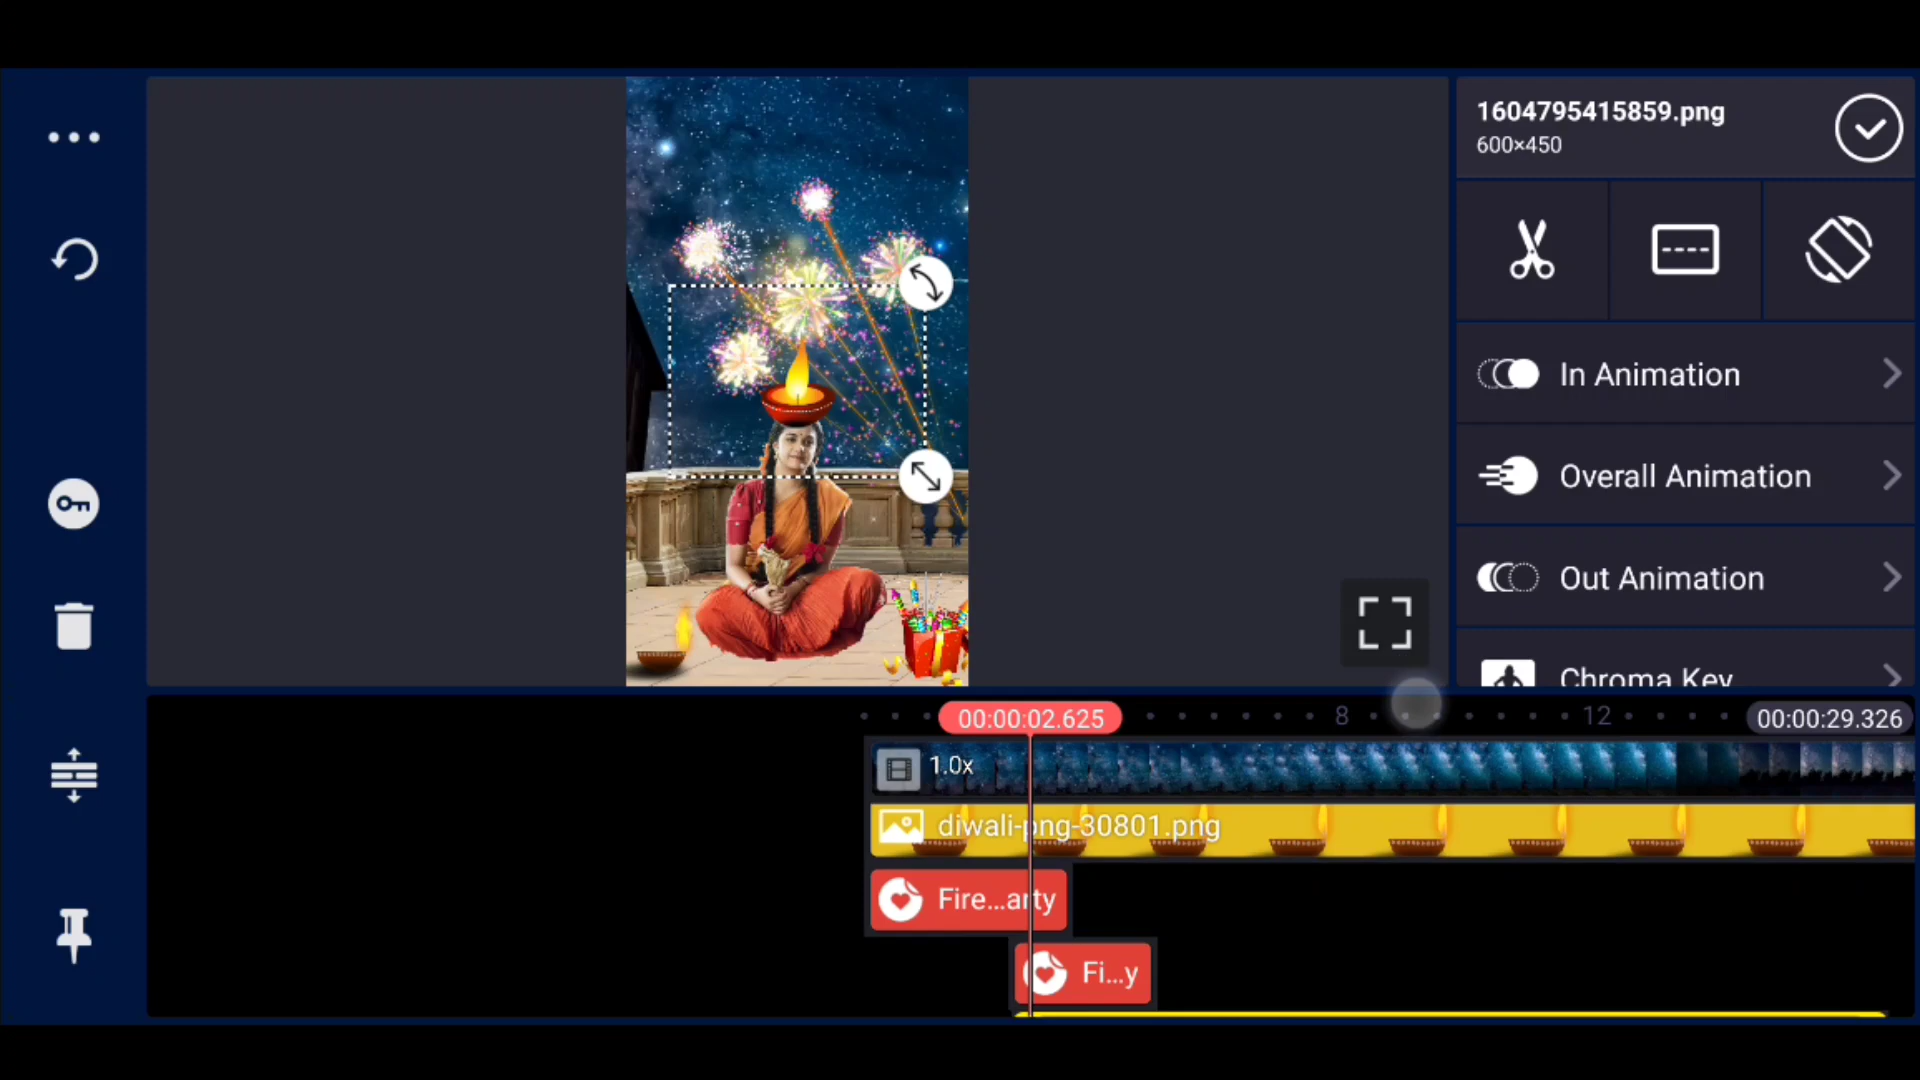 1604795415859.png
600×450
In Animation
Overall Animation
Out Animation
Chroma Key
00:00:02.625
8
12
00:00:29.326
1.0x
diwali-png-30801.png
Fire...arty
Fi...y